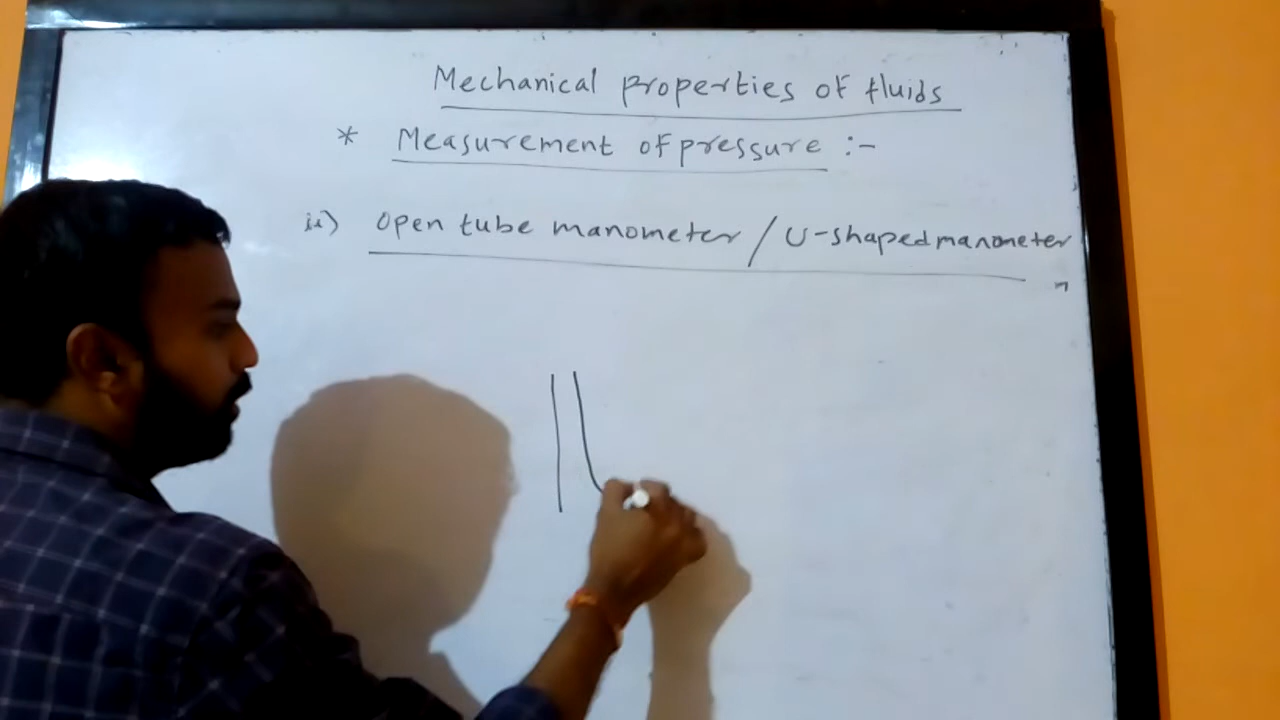 Mechanical properties of fluids
* Measurement of pressure :-
ii) Open tube manometer / U-shaped manometer